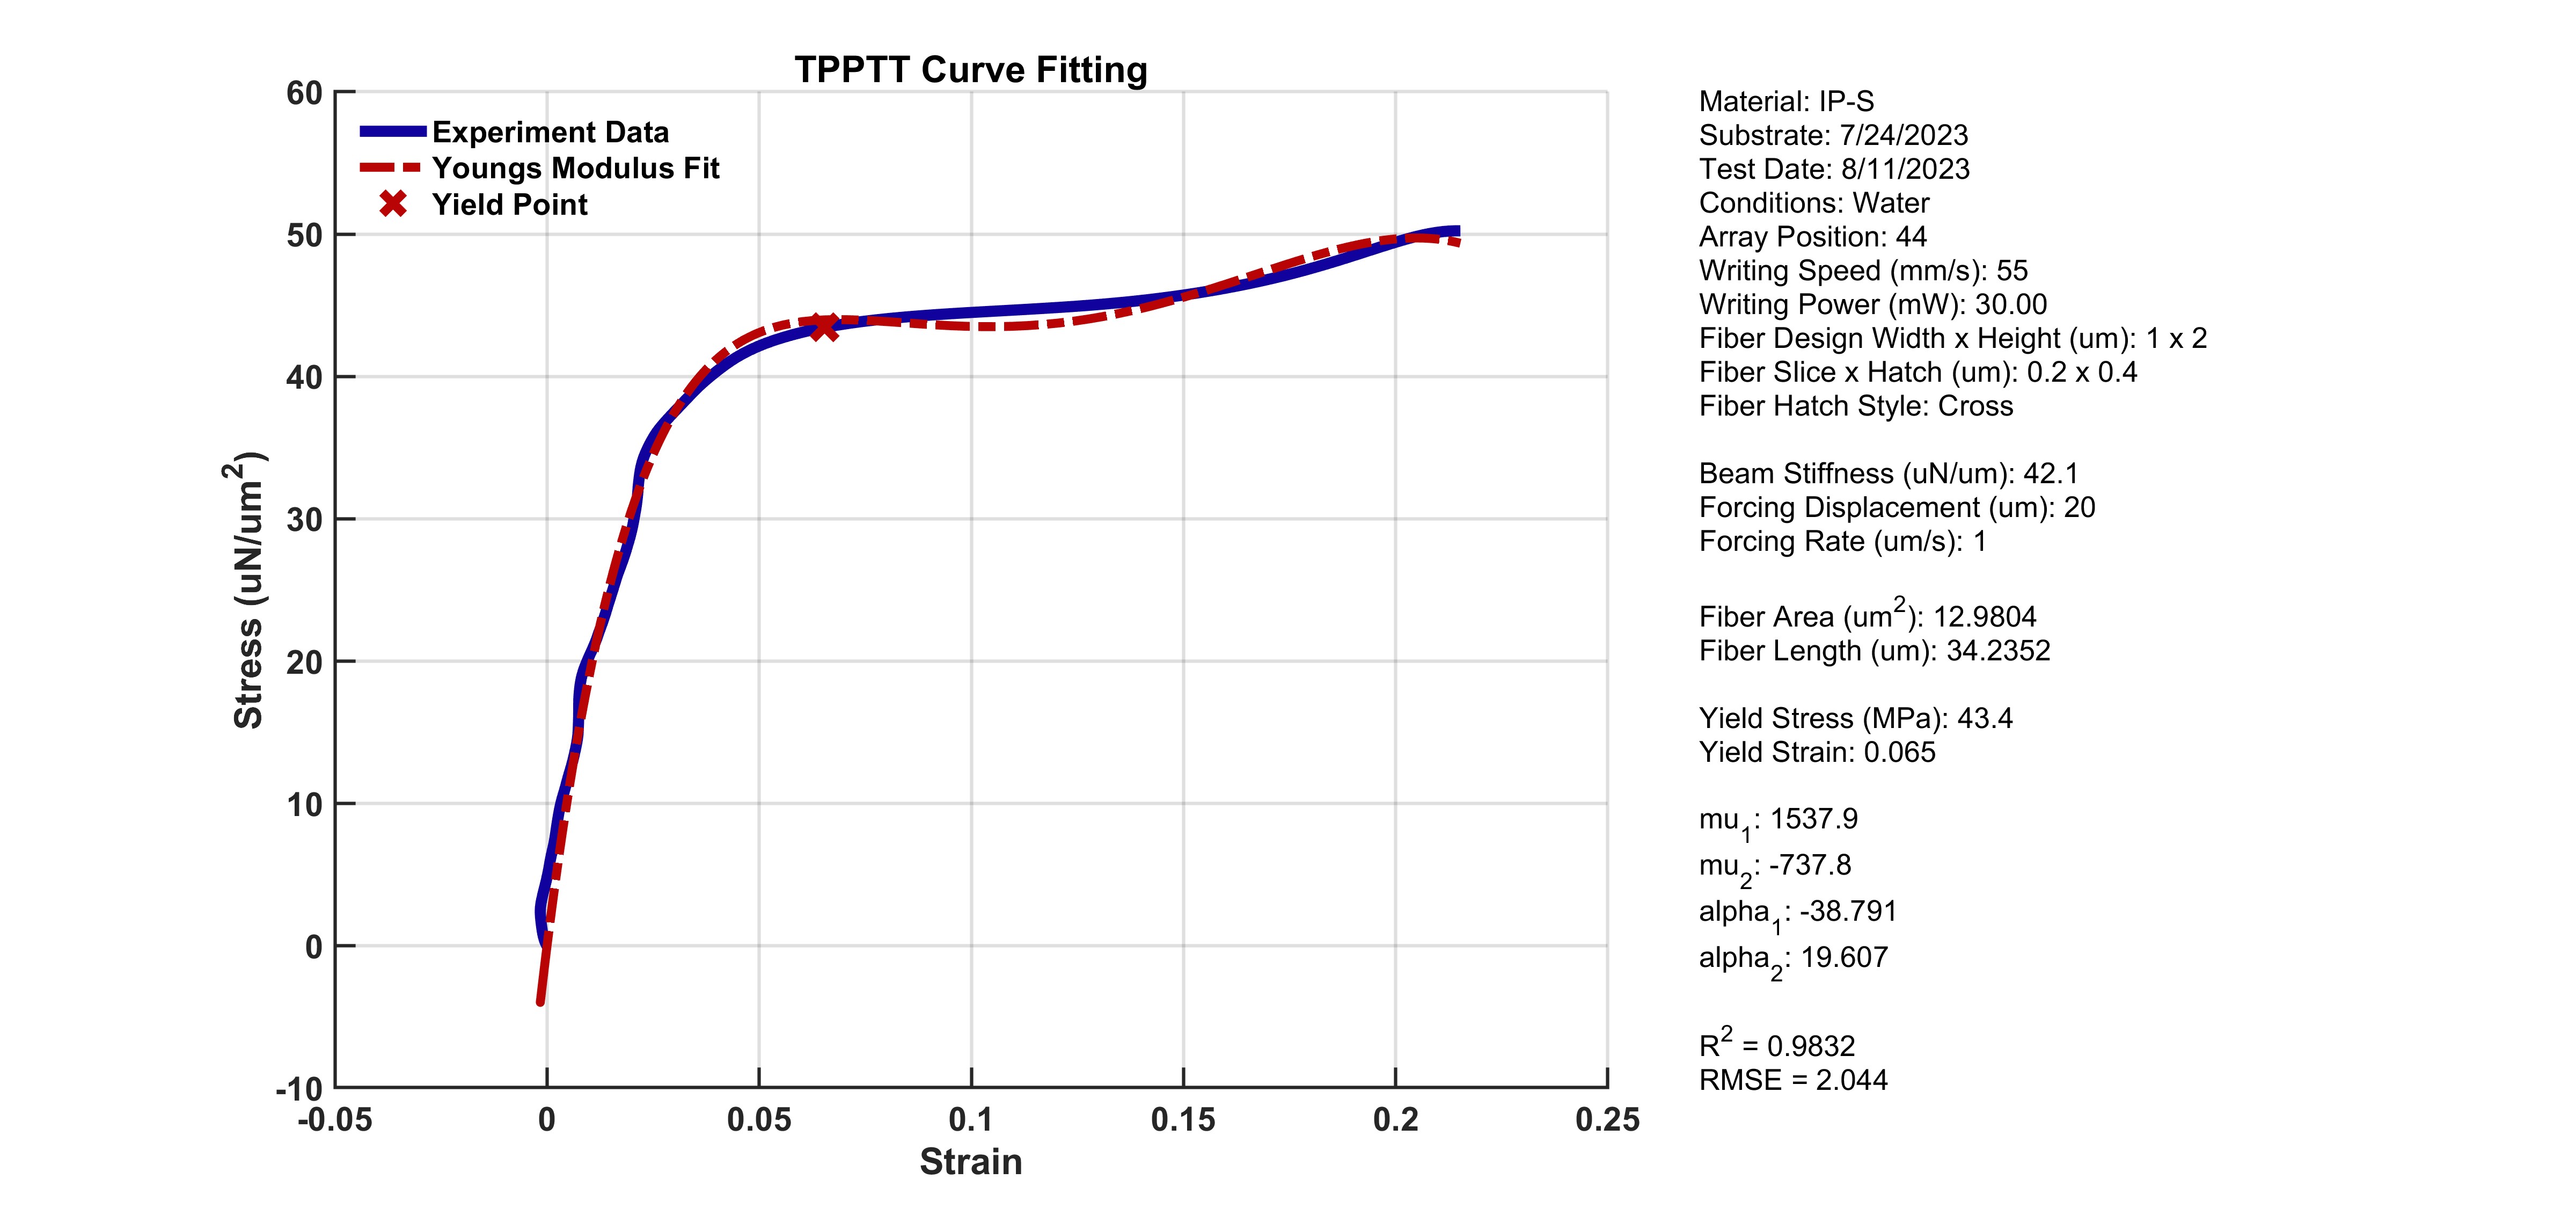 TPPTT Curve Fitting
60
50
40
30
20
10
0
-10
-0.05
0
0.05
0.1
0.15
0.2
0.25
Stress (uN/um²)
Strain
Experiment Data
Youngs Modulus Fit
Yield Point
Material: IP-S
Substrate: 7/24/2023
Test Date: 8/11/2023
Conditions: Water
Array Position: 44
Writing Speed (mm/s): 55
Writing Power (mW): 30.00
Fiber Design Width x Height (um): 1 x 2
Fiber Slice x Hatch (um): 0.2 x 0.4
Fiber Hatch Style: Cross
Beam Stiffness (uN/um): 42.1
Forcing Displacement (um): 20
Forcing Rate (um/s): 1
Fiber Area (um²): 12.9804
Fiber Length (um): 34.2352
Yield Stress (MPa): 43.4
Yield Strain: 0.065
mu₁: 1537.9
mu₂: -737.8
alpha₁: -38.791
alpha₂: 19.607
R² = 0.9832
RMSE = 2.044